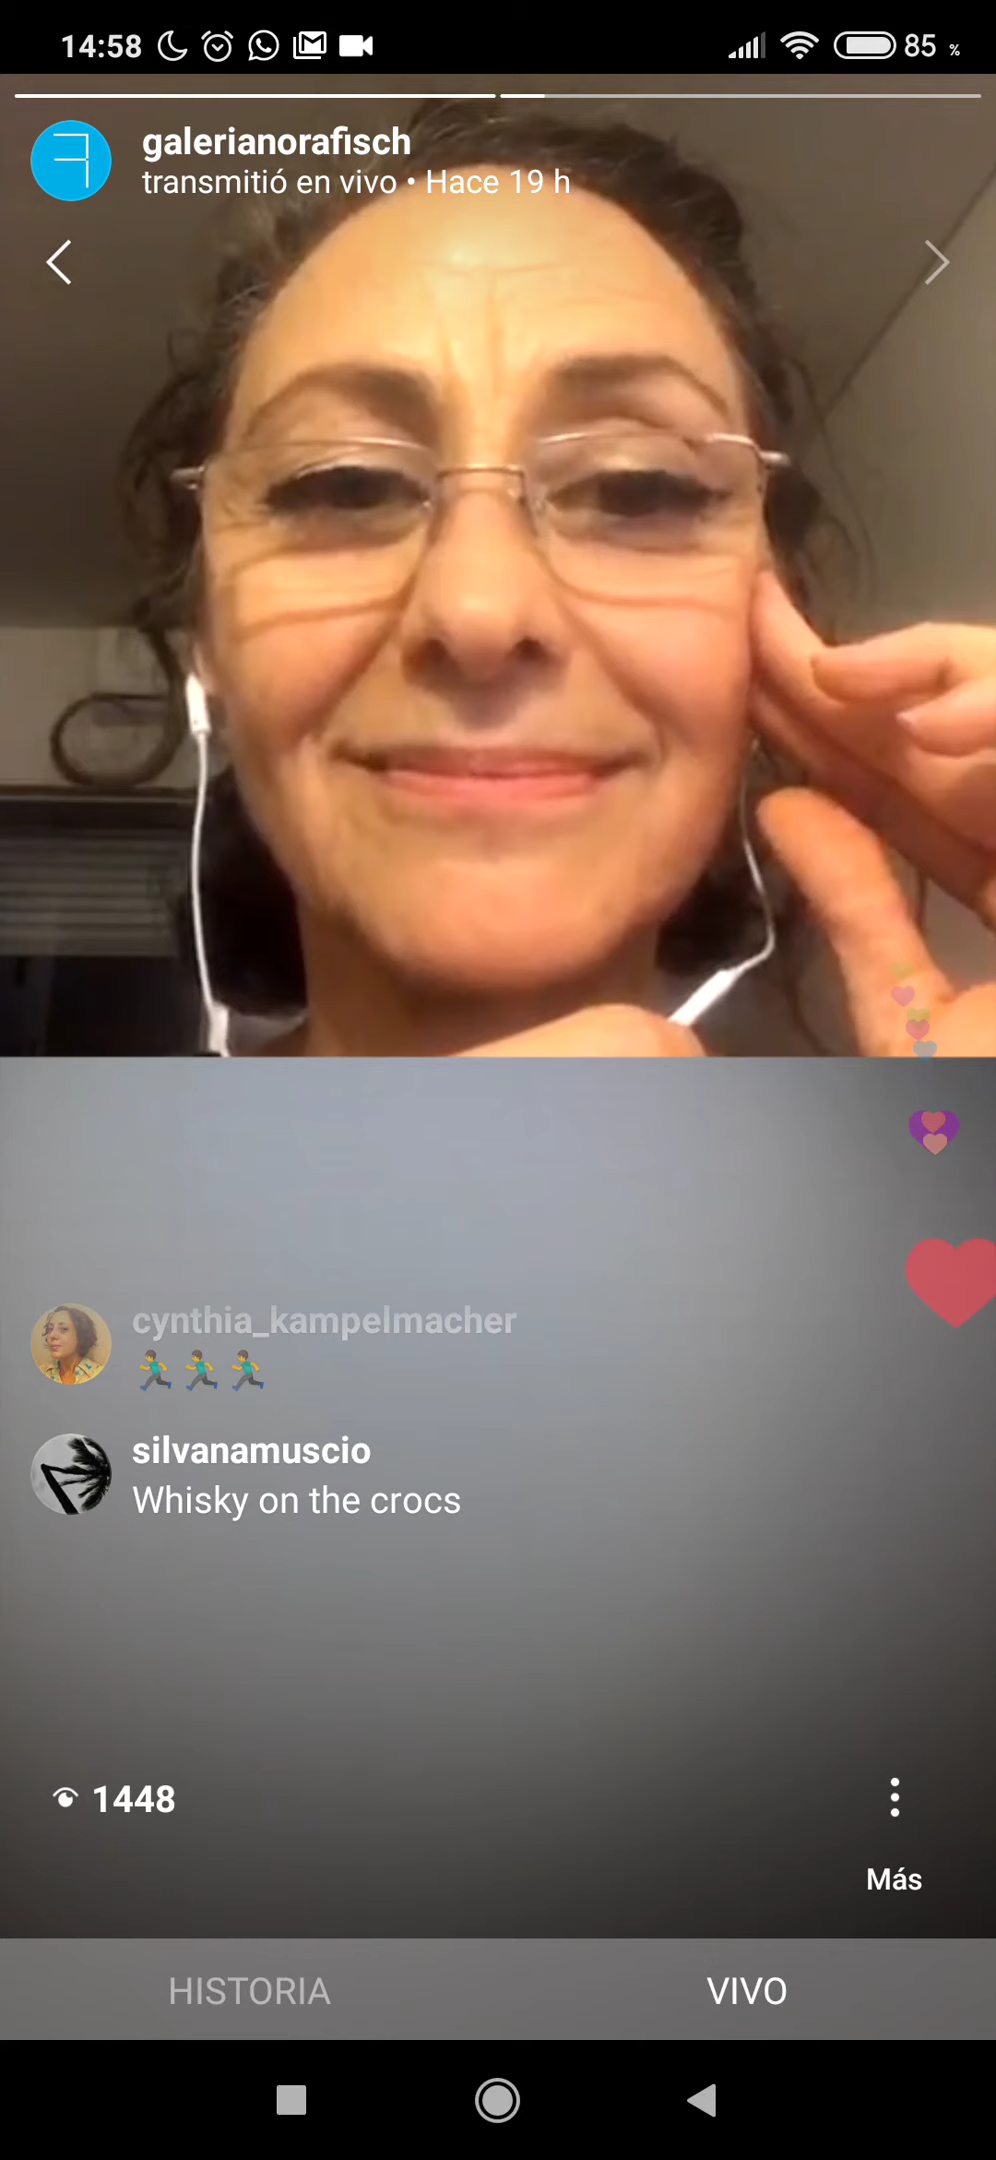 14:58
85 %
galerianorafisch
transmitió en vivo • Hace 19 h
cynthia_kampelmacher
🏃‍♂️🏃‍♂️🏃‍♂️
silvanamuscio
Whisky on the crocs
1448
Más
HISTORIA
VIVO